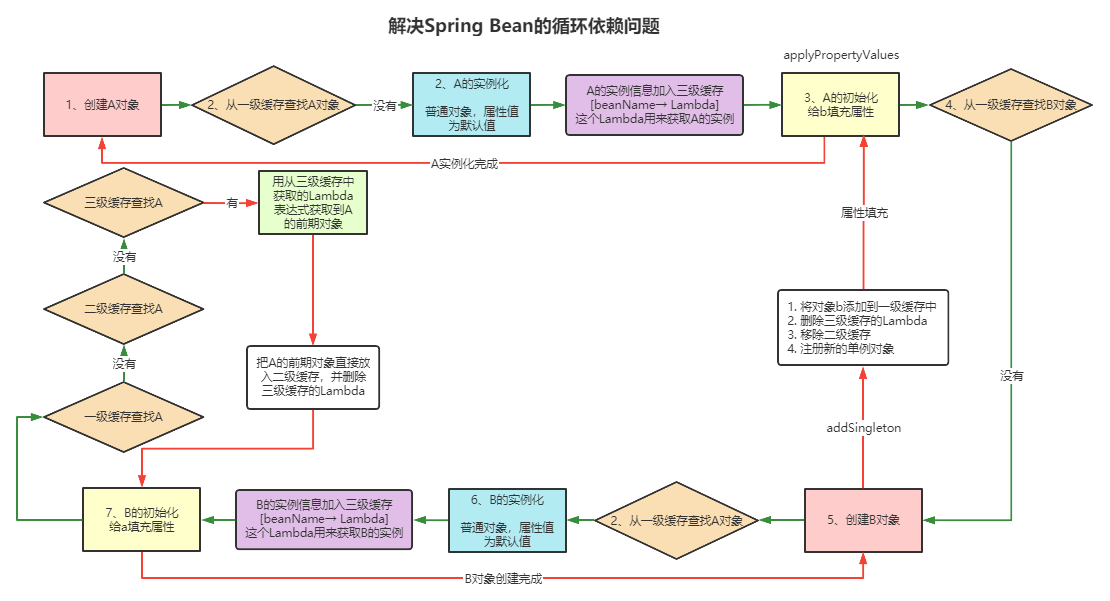 解决Spring Bean的循环依赖问题
applyPropertyValues
1、创建A对象
2、从一级缓存查找A对象
没有
2、A的实例化
普通对象，属性值
为默认值
A的实例信息加入三级缓存
[beanName→ Lambda]
这个Lambda用来获取A的实例
3、A的初始化
给b填充属性
4、从一级缓存查找B对象
A实例化完成
三级缓存查找A
有
用从三级缓存中
获取的Lambda
表达式获取到A
的前期对象
属性填充
没有
二级缓存查找A
1. 将对象b添加到一级缓存中
2. 删除三级缓存的Lambda
3. 移除二级缓存
4. 注册新的单例对象
没有
把A的前期对象直接放
入二级缓存，并删除
三级缓存的Lambda
没有
一级缓存查找A
addSingleton
7、B的初始化
给a填充属性
B的实例信息加入三级缓存
[beanName→ Lambda]
这个Lambda用来获取B的实例
6、B的实例化
普通对象，属性值
为默认值
2、从一级缓存查找A对象
5、创建B对象
B对象创建完成